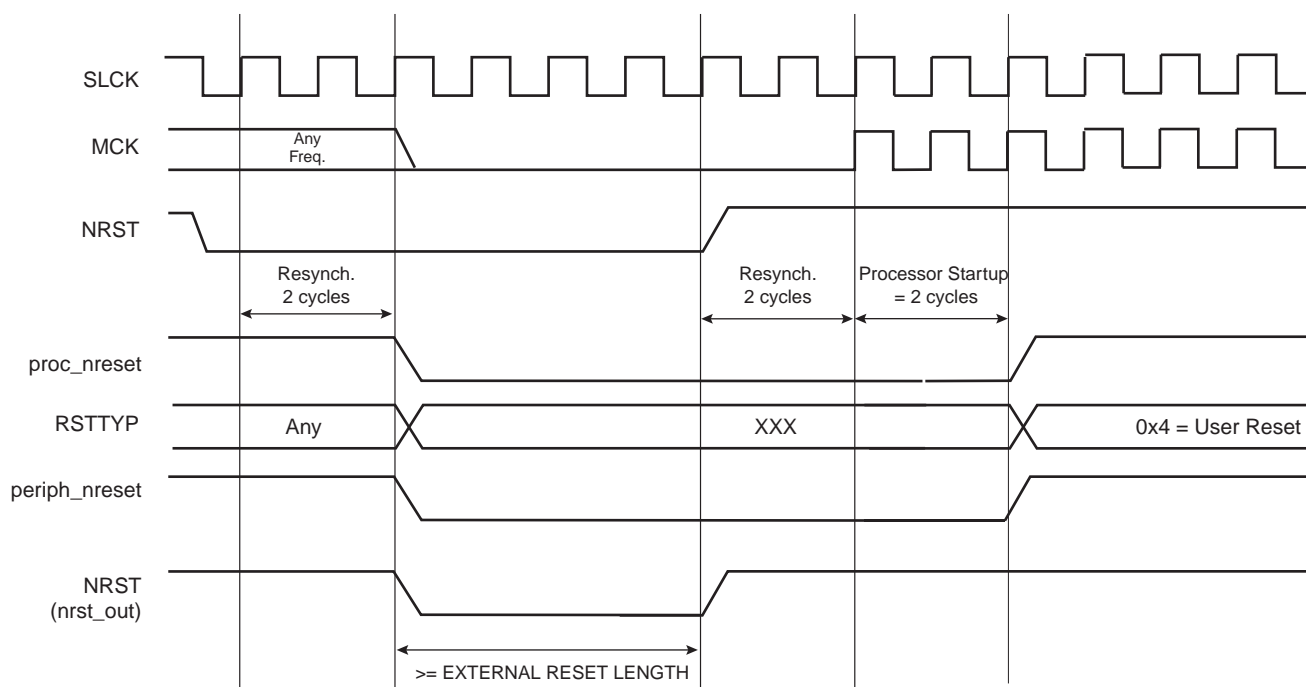 SLCK
MCK
Any
Freq.
NRST
Resynch.
2 cycles
Resynch.
2 cycles
Processor Startup
= 2 cycles
proc_nreset
RSTTYP
Any
XXX
0x4 = User Reset
periph_nreset
NRST
(nrst_out)
>= EXTERNAL RESET LENGTH